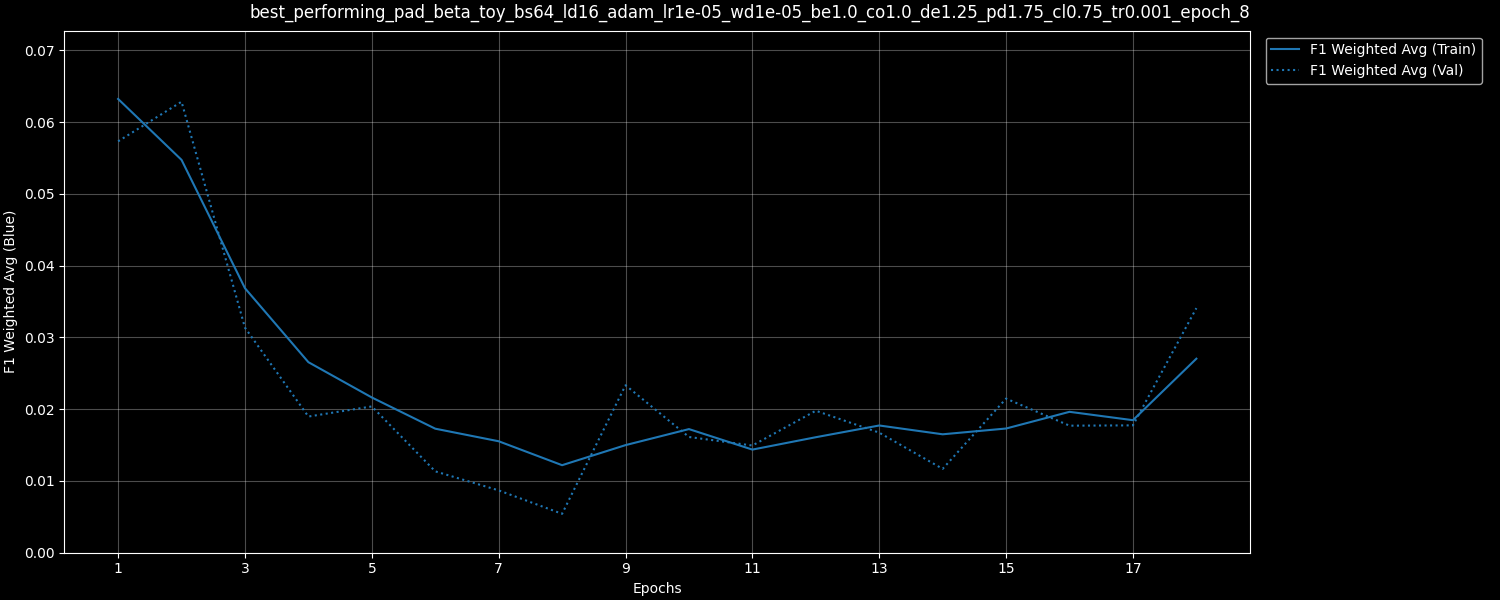 best_performing_pad_beta_toy_bs64_ld16_adam_lr1e-05_wd1e-05_be1.0_co1.0_de1.25_pd1.75_cl0.75_tr0.001_epoch_8
F1 Weighted Avg (Train)
F1 Weighted Avg (Val)
F1 Weighted Avg (Blue)
0.07
0.06
0.05
0.04
0.03
0.02
0.01
0.00
1 3 5 7 9 11 13 15 17
Epochs